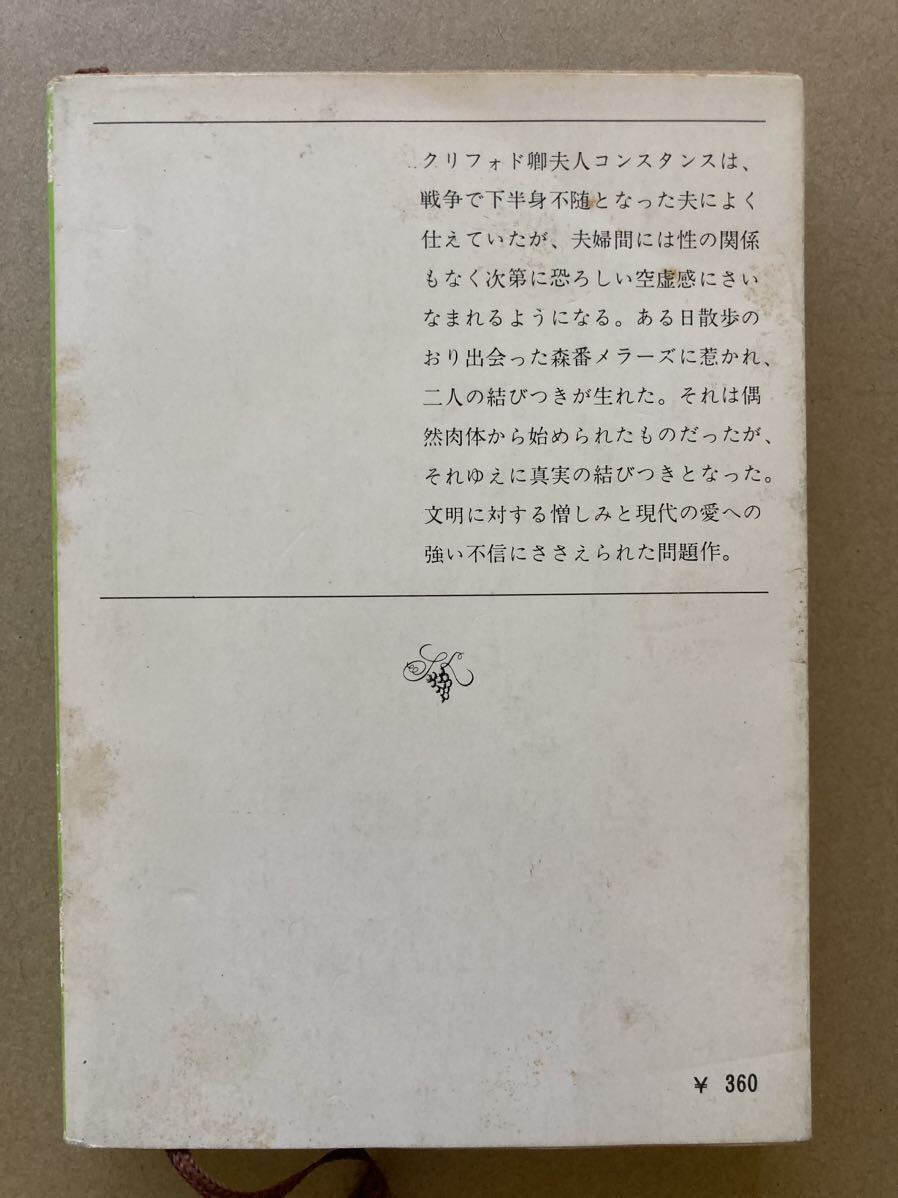 クリフォド卿夫人コンスタンスは、
戦争で下半身不随となった夫によく
仕えていたが、夫婦間には性の関係
もなく次第に恐ろしい空虚感にさい
なまれるようになる。ある日散歩の
おり出会った森番メラーズに惹かれ、
二人の結びつきが生れた。それは偶
然肉体から始められたものだったが、
それゆえに真実の結びつきとなった。
文明に対する憎しみと現代の愛への
強い不信にささえられた問題作。
¥ 360